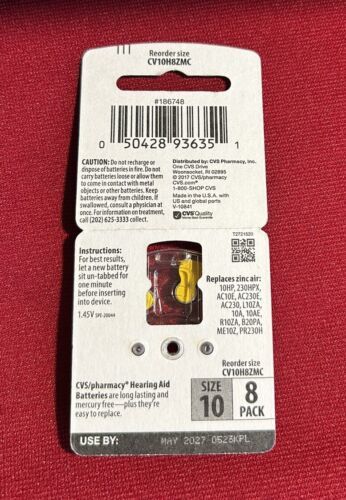 Reorder size
CV10H8ZMC
#186748
0 50428 93635 1
CAUTION: Do not recharge or
dispose of batteries in fire. Do not
carry batteries loose or allow them
to come in contact with metal
objects or other batteries. Keep
batteries away from children. If
swallowed, consult a physician at
once. For information on treatment,
call (202) 625-3333 collect.
Distributed by: CVS Pharmacy, Inc.
One CVS Drive
Woonsocket, RI 02895
© 2017 CVS/pharmacy
CVS.com®
1-800-SHOP CVS
Made in the U.S.A. with
US and global parts
V-10841
CVS Quality
Instructions:
For best results,
let a new battery
sit un-tabbed for
one minute
before inserting
into device.
1.45V SPE-20044
T2721520
Replaces zinc air:
10HP, 230HPX,
AC10E, AC230E,
AC230, L10ZA,
10A, 10AE,
R10ZA, B20PA,
ME10Z, PR230H
Reorder size
CV10H8ZMC
CVS/pharmacy® Hearing Aid
Batteries are long lasting and
mercury free—plus they're
easy to replace.
SIZE
10
8
PACK
USE BY:
MAY 2027 0523KPL